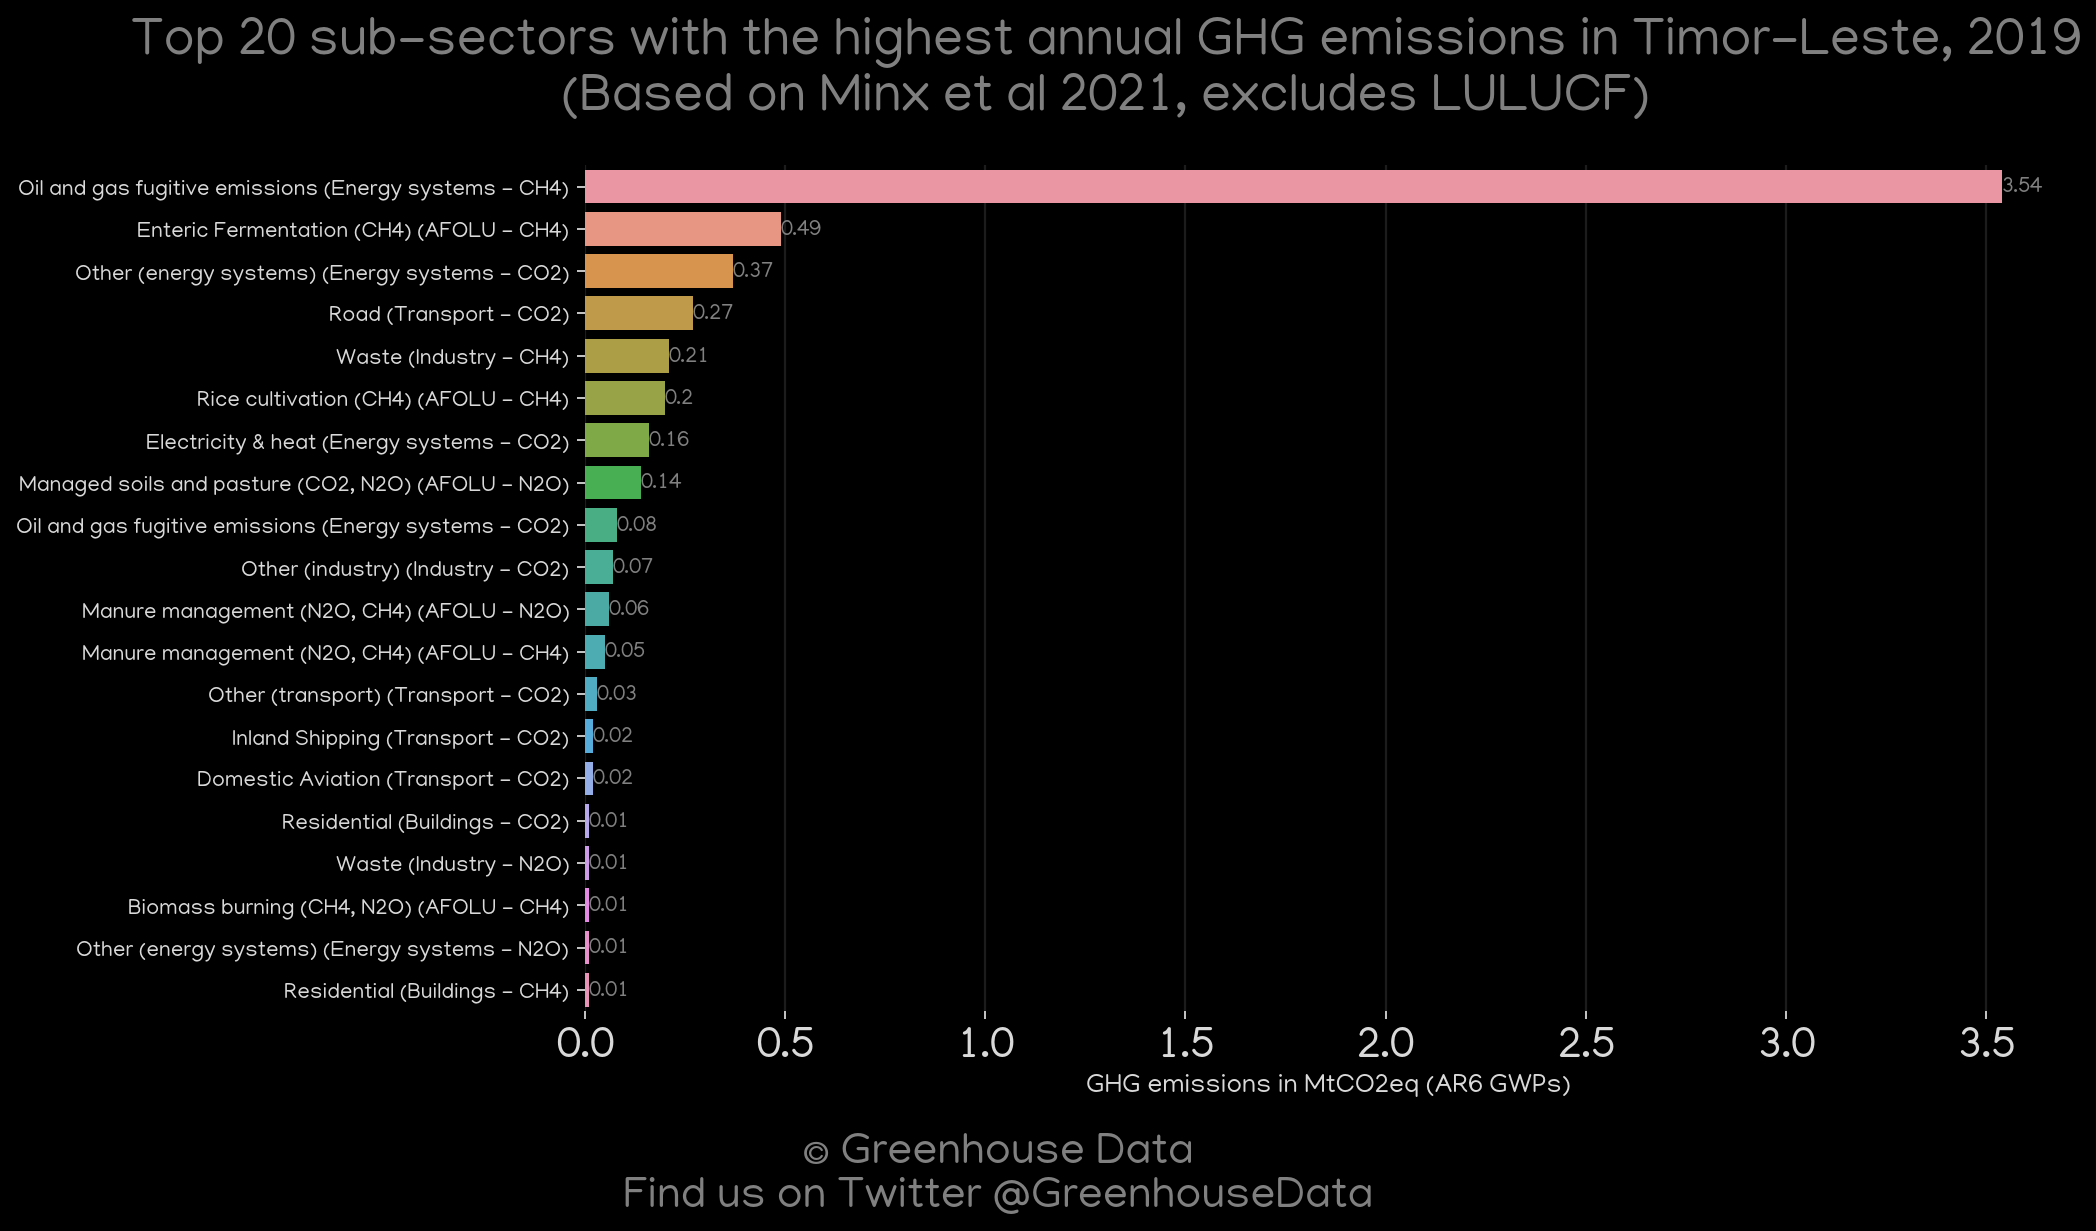 Top 20 sub-sectors with the highest annual GHG emissions in Timor-Leste, 2019
(Based on Minx et al 2021, excludes LULUCF)
Oil and gas fugitive emissions (Energy systems - CH4) 3.54
Enteric Fermentation (CH4) (AFOLU - CH4) 0.49
Other (energy systems) (Energy systems - CO2) 0.37
Road (Transport - CO2) 0.27
Waste (Industry - CH4) 0.21
Rice cultivation (CH4) (AFOLU - CH4) 0.2
Electricity & heat (Energy systems - CO2) 0.16
Managed soils and pasture (CO2, N2O) (AFOLU - N2O) 0.14
Oil and gas fugitive emissions (Energy systems - CO2) 0.08
Other (industry) (Industry - CO2) 0.07
Manure management (N2O, CH4) (AFOLU - N2O) 0.06
Manure management (N2O, CH4) (AFOLU - CH4) 0.05
Other (transport) (Transport - CO2) 0.03
Inland Shipping (Transport - CO2) 0.02
Domestic Aviation (Transport - CO2) 0.02
Residential (Buildings - CO2) 0.01
Waste (Industry - N2O) 0.01
Biomass burning (CH4, N2O) (AFOLU - CH4) 0.01
Other (energy systems) (Energy systems - N2O) 0.01
Residential (Buildings - CH4) 0.01
0.0 0.5 1.0 1.5 2.0 2.5 3.0 3.5
GHG emissions in MtCO2eq (AR6 GWPs)
© Greenhouse Data
Find us on Twitter @GreenhouseData